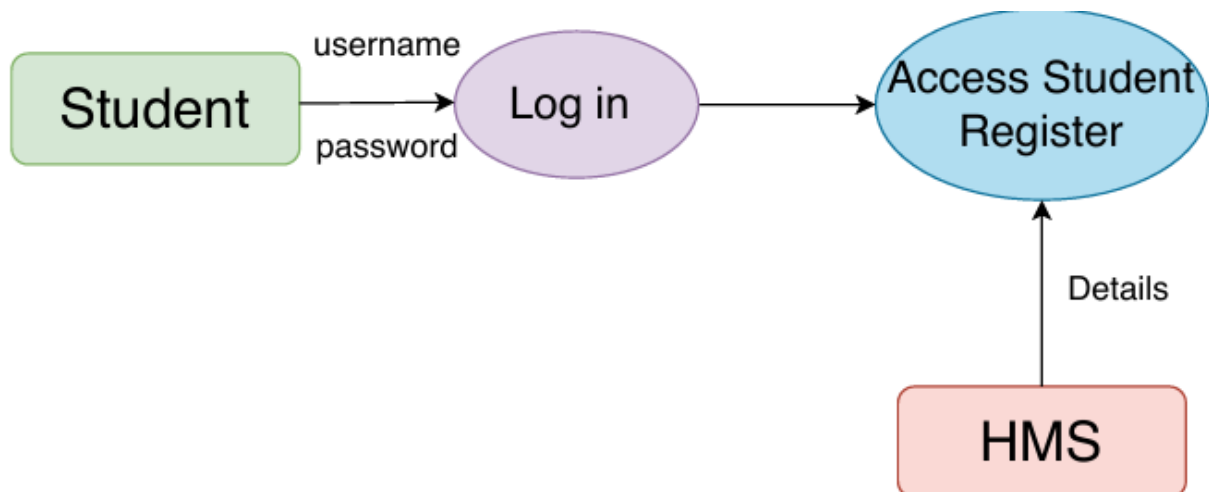 username
Student
password
Log in
Access Student
Register
Details
HMS